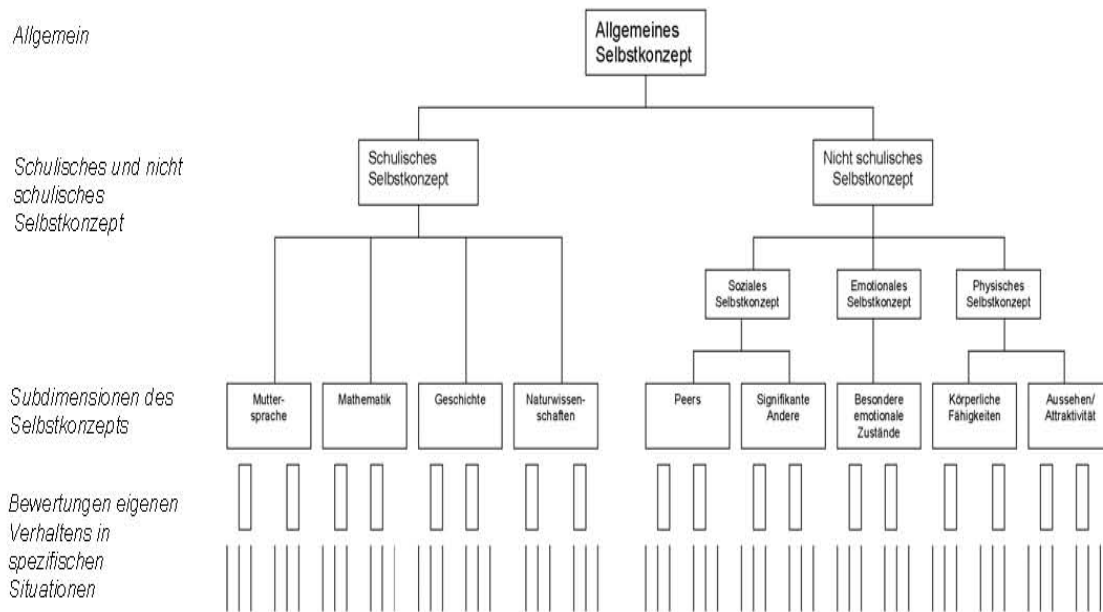 Allgemein
Allgemeines
Selbstkonzept
Schulisches und nicht
schulisches
Selbstkonzept
Schulisches
Selbstkonzept
Nicht schulisches
Selbstkonzept
Soziales
Selbstkonzept
Emotionales
Selbstkonzept
Physisches
Selbstkonzept
Subdimensionen des
Selbstkonzepts
Mutter-
sprache
Mathematik
Geschichte
Naturwissen-
schaften
Peers
Signifikante
Andere
Besondere
emotionale
Zustände
Körperliche
Fähigkeiten
Aussehen/
Attraktivität
Bewertungen eigenen
Verhaltens in
spezifischen
Situationen